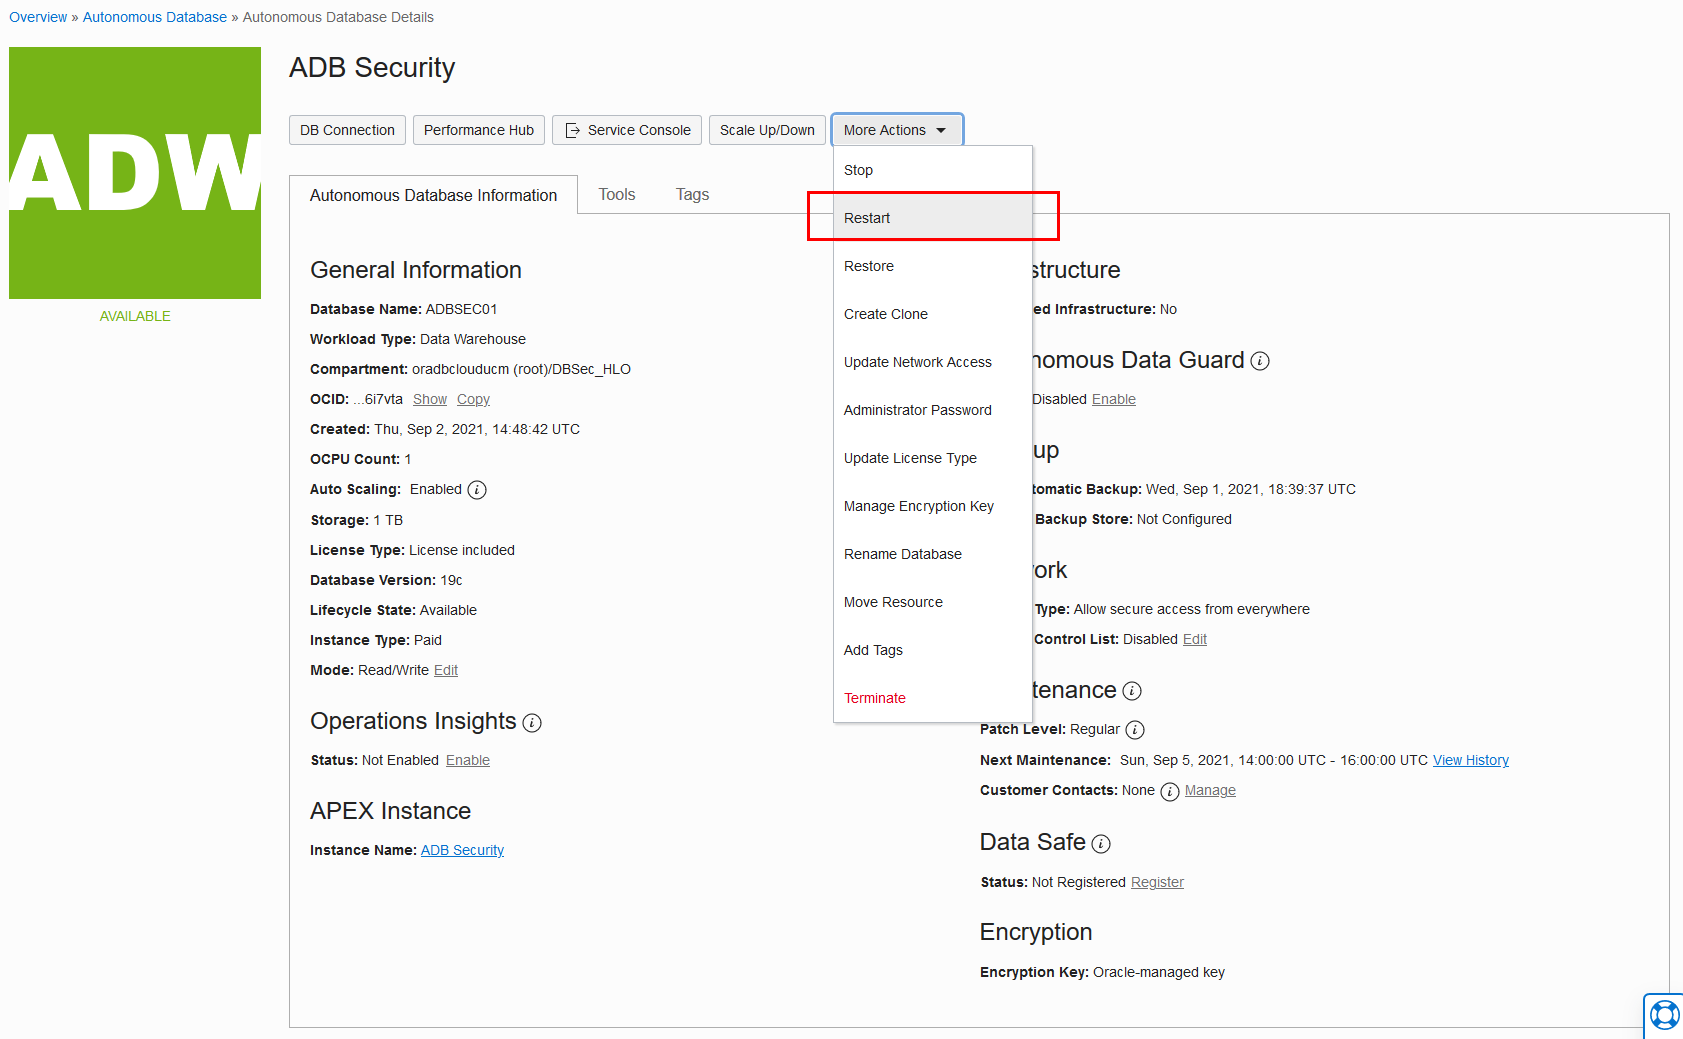 Overview » Autonomous Database » Autonomous Database Details
ADW
AVAILABLE
ADB Security
DB Connection
Performance Hub
Service Console
Scale Up/Down
More Actions
Stop
Restart
Restore
Create Clone
Update Network Access
Administrator Password
Update License Type
Manage Encryption Key
Rename Database
Move Resource
Add Tags
Terminate
Autonomous Database Information
Tools
Tags
General Information
Database Name: ADBSEC01
Workload Type: Data Warehouse
Compartment: oradbclouducm (root)/DBSec_HLO
OCID: ...6i7vta Show Copy
Created: Thu, Sep 2, 2021, 14:48:42 UTC
OCPU Count: 1
Auto Scaling: Enabled
Storage: 1 TB
License Type: License included
Database Version: 19c
Lifecycle State: Available
Instance Type: Paid
Mode: Read/Write Edit
Operations Insights
Status: Not Enabled Enable
APEX Instance
Instance Name: ADB Security
structure
ed Infrastructure: No
nomous Data Guard
Disabled Enable
up
tomatic Backup: Wed, Sep 1, 2021, 18:39:37 UTC
Backup Store: Not Configured
ork
Type: Allow secure access from everywhere
Control List: Disabled Edit
tenance
Patch Level: Regular
Next Maintenance: Sun, Sep 5, 2021, 14:00:00 UTC - 16:00:00 UTC View History
Customer Contacts: None Manage
Data Safe
Status: Not Registered Register
Encryption
Encryption Key: Oracle-managed key